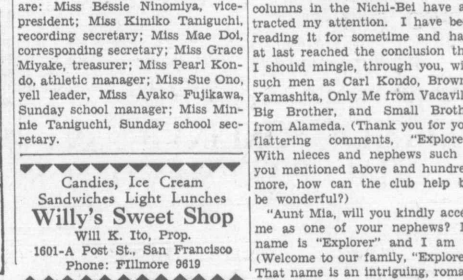 are: Miss Bessie Ninomiya, vice-
president; Miss Kimiko Taniguchi,
recording secretary; Miss Mae Doi,
corresponding secretary; Miss Grace
Miyake, treasurer; Miss Pearl Kon-
do, athletic manager; Miss Sue Ono,
yell leader, Miss Ayako Fujikawa,
Sunday school manager; Miss Min-
nie Taniguchi, Sunday school sec-
retary.
Candies, Ice Cream
Sandwiches Light Lunches
Willy's Sweet Shop
Will K. Ito, Prop.
1601-A Post St., San Francisco
Phone: FIllmore 9619
columns in the Nichi-Bei have a
tracted my attention. I have be
reading it for sometime and ha
at last reached the conclusion th
I should mingle, through you, wi
such men as Carl Kondo, Brown
Yamashita, Only Me from Vacavil
Big Brother, and Small Broth
from Alameda. (Thank you for yo
flattering comments, "Explore
With nieces and nephews such
you mentioned above and hundre
more, how can the club help b
be wonderful?)
"Aunt Mia, will you kindly acce
me as one of your nephews?
name is "Explorer" and I am
(Welcome to our family, "Explore
That name is an intriguing, rom